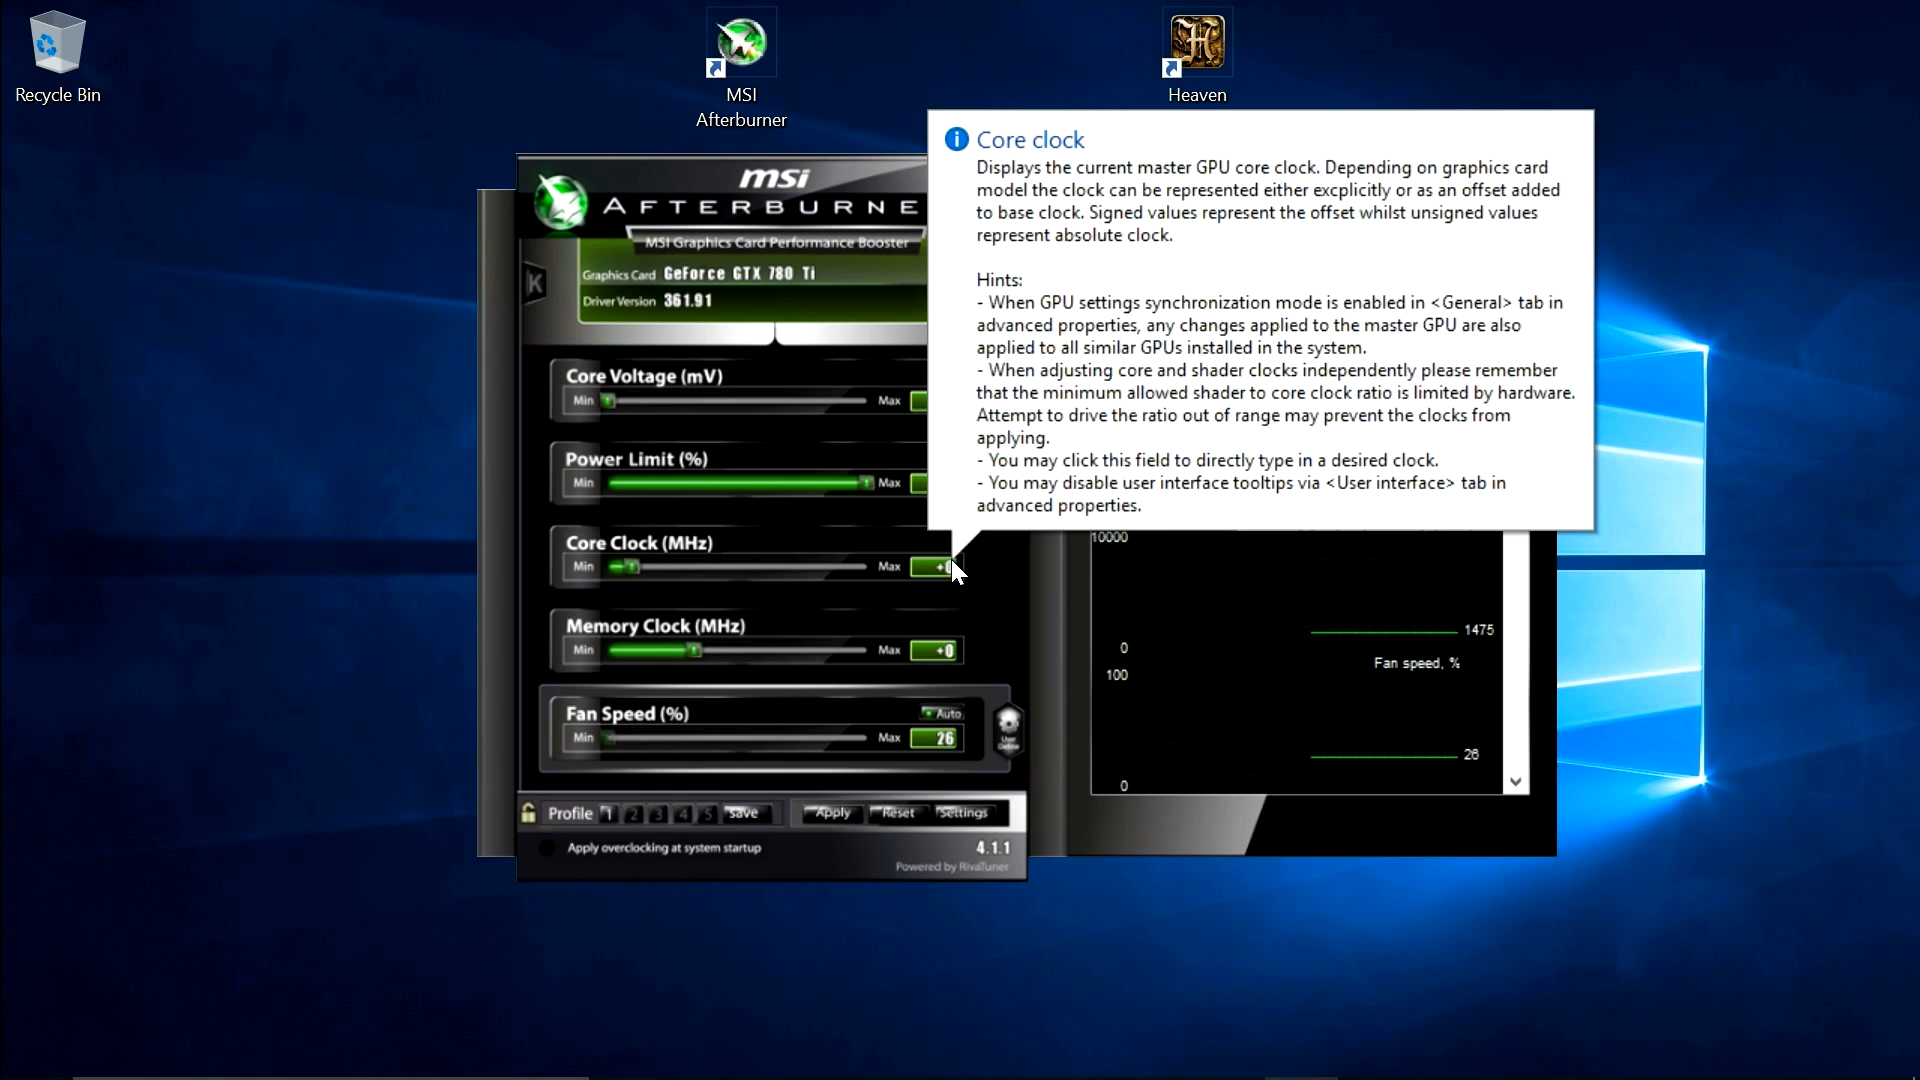 Recycle Bin
MSI
Afterburner
Heaven
msi
AFTERBURNE
MSI Graphics Card Performance Booster
K
Graphics Card GeForce GTX 780 Ti
Driver Version 361.91
Core Voltage (mV)
Min Max
Power Limit (%)
Min Max
Core Clock (MHz)
Min Max +0
Memory Clock (MHz)
Min Max +0
Fan Speed (%)
Auto
Min Max 26
User
Define
Profile 1 2 3 4 5 Save Apply Reset Settings
Apply overclocking at system startup
4.1.1
Powered by RivaTuner
Core clock
Displays the current master GPU core clock. Depending on graphics card
model the clock can be represented either excplicitly or as an offset added
to base clock. Signed values represent the offset whilst unsigned values
represent absolute clock.
Hints:
- When GPU settings synchronization mode is enabled in <General> tab in
advanced properties, any changes applied to the master GPU are also
applied to all similar GPUs installed in the system.
- When adjusting core and shader clocks independently please remember
that the minimum allowed shader to core clock ratio is limited by hardware.
Attempt to drive the ratio out of range may prevent the clocks from
applying.
- You may click this field to directly type in a desired clock.
- You may disable user interface tooltips via <User interface> tab in
advanced properties.
10000
1475
0
Fan speed, %
100
26
0